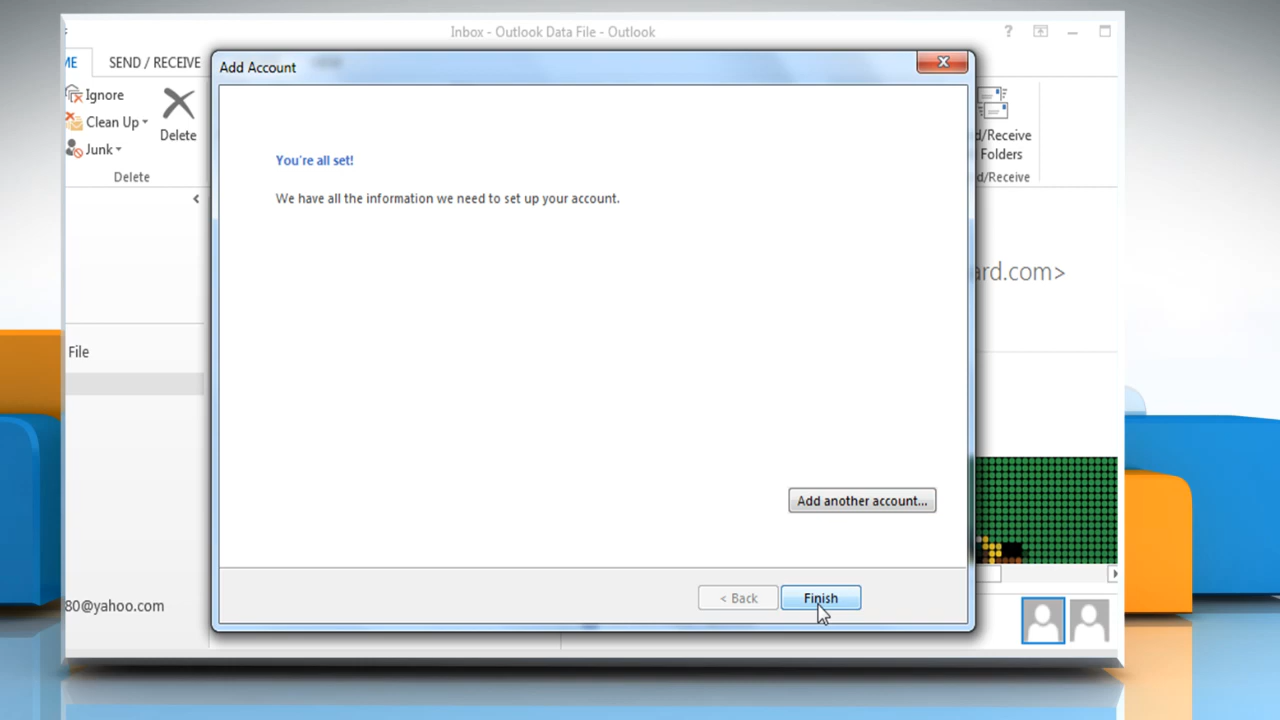 Inbox - Outlook Data File - Outlook
?
ME
SEND / RECEIVE
Ignore
Clean Up
Junk
Delete
Delete
Add Account
You're all set!
We have all the information we need to set up your account.
Add another account...
< Back
Finish
d/Receive
Folders
d/Receive
ard.com>
File
80@yahoo.com